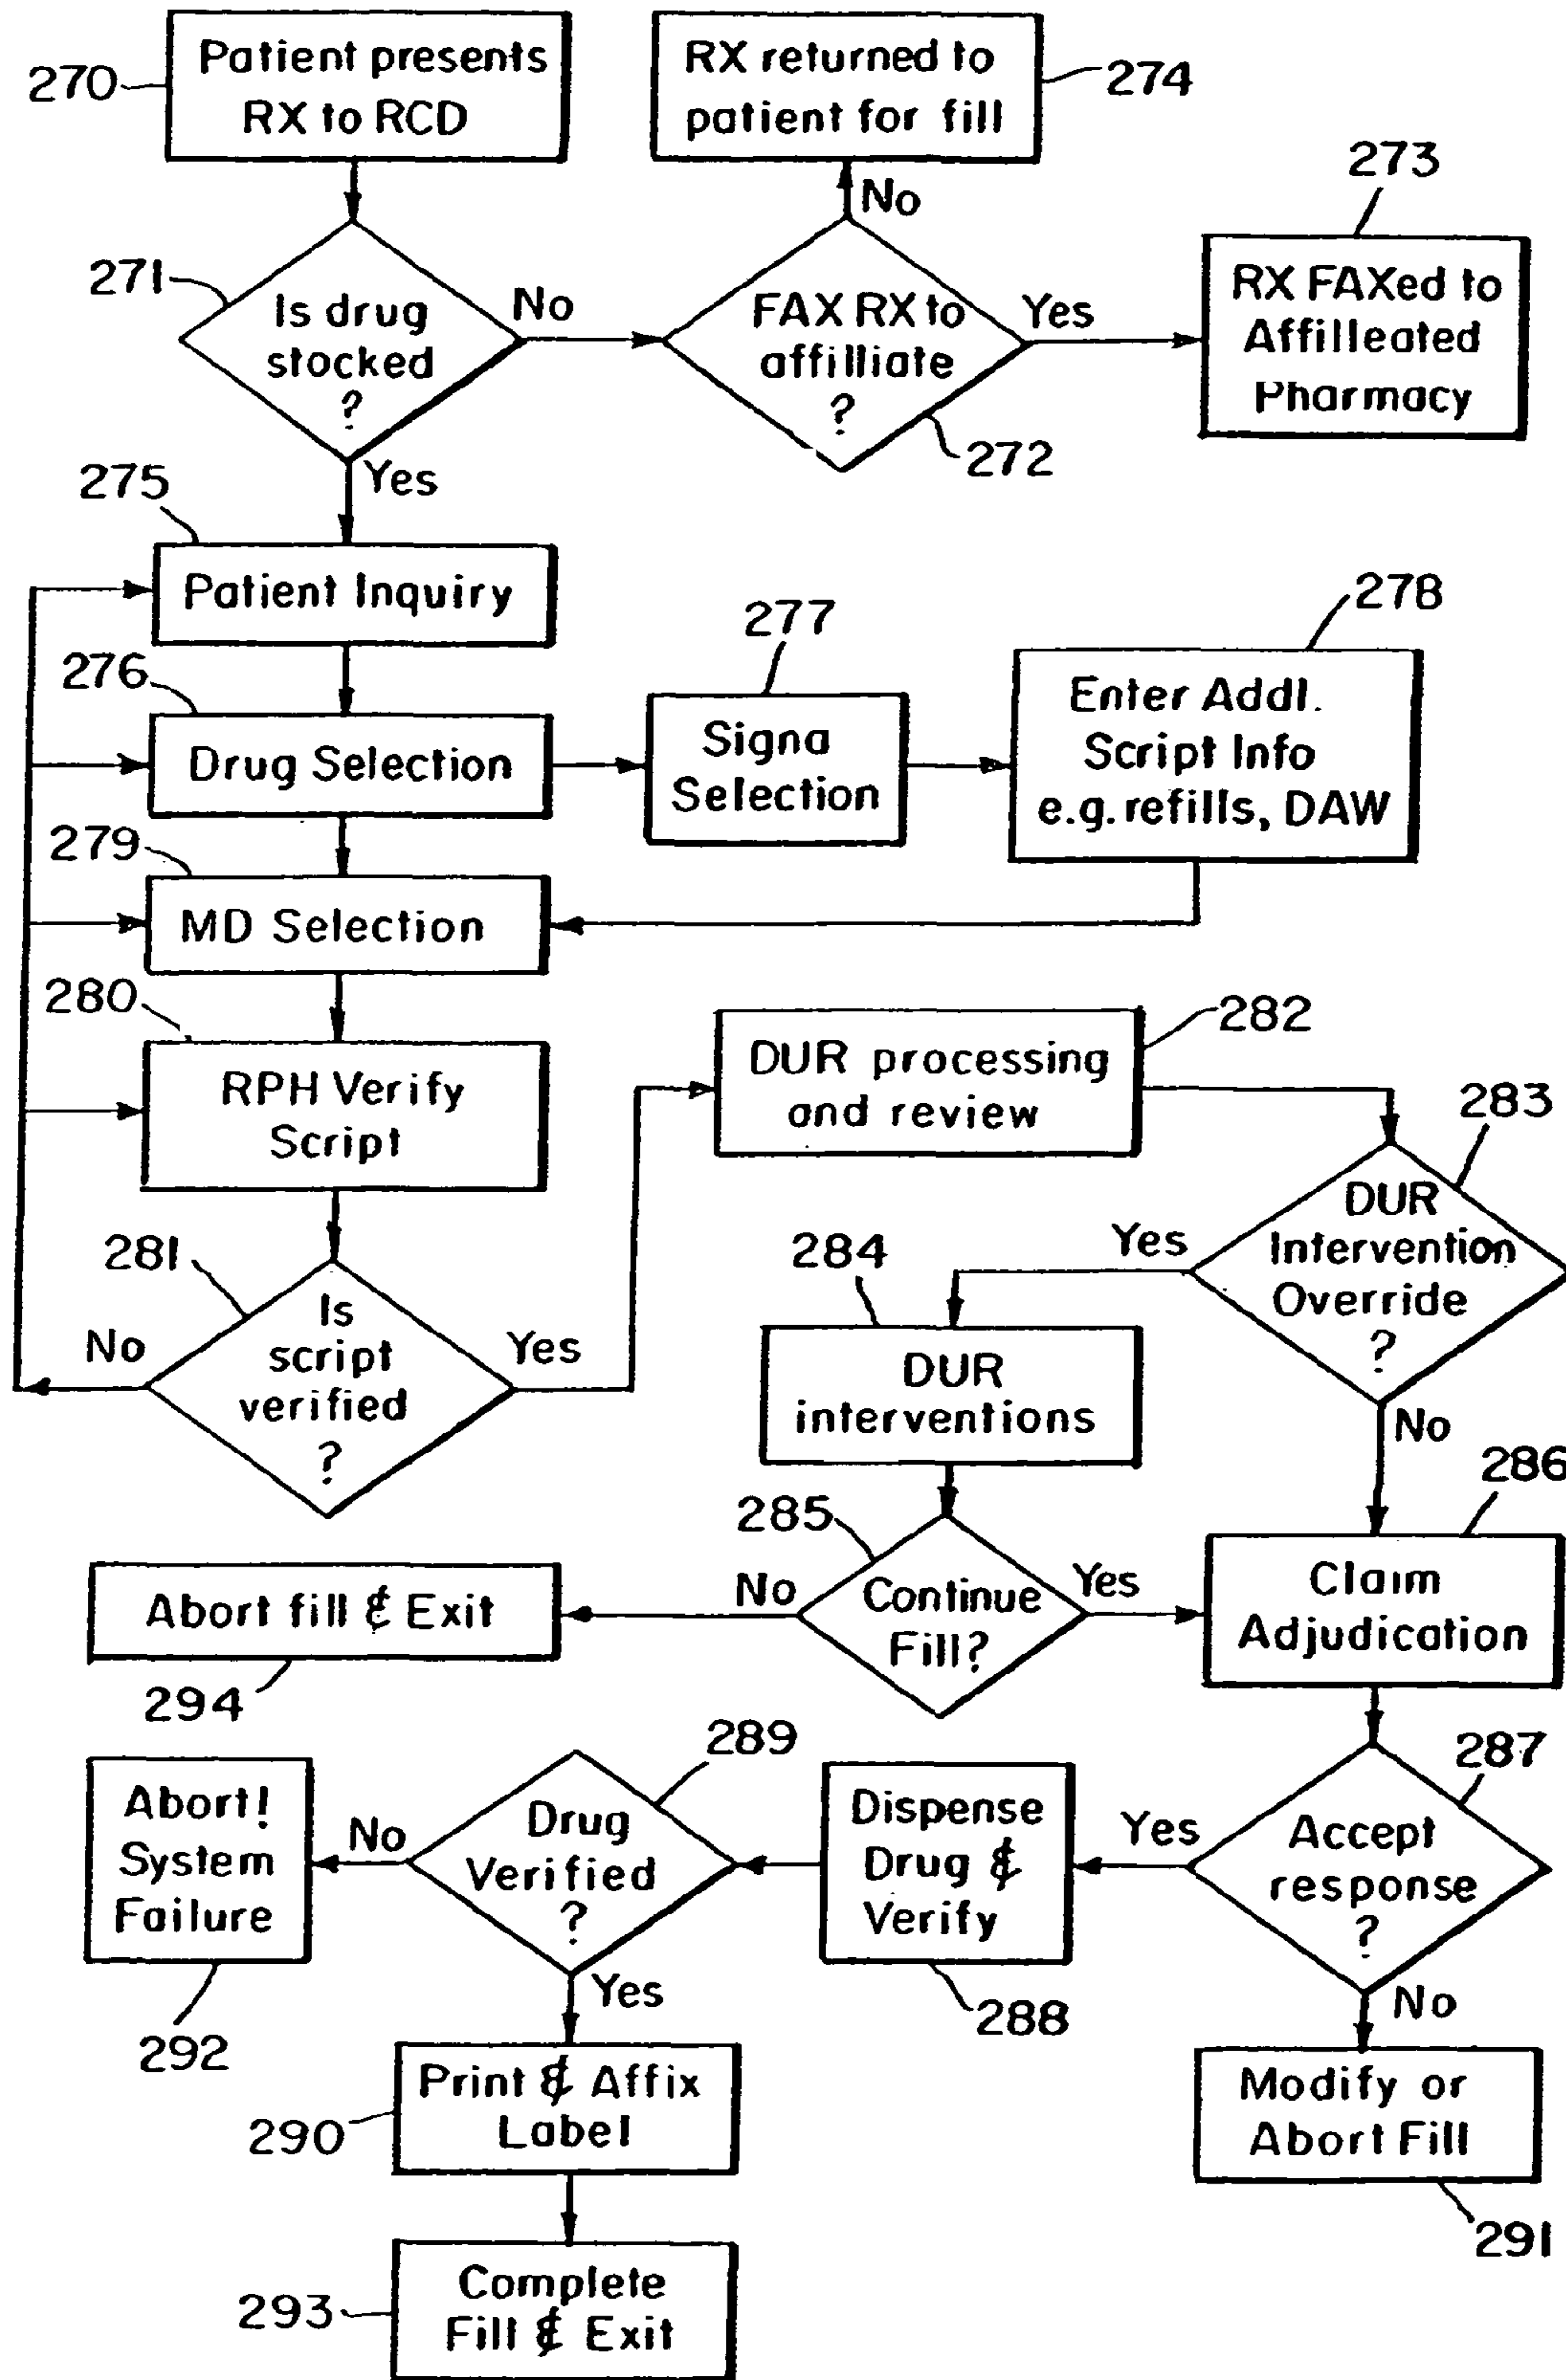 270
Patient presents
RX to RCD
RX returned to
patient for fill
274
No
273
271
Is drug
stocked
?
No
FAX RX to
affilliate
?
Yes
RX FAXed to
Affilleated
Pharmacy
272
Yes
275
Patient Inquiry
276
Drug Selection
277
Signa
Selection
278
Enter Addl.
Script Info
e.g. refills, DAW
279
MD Selection
280
RPH Verify
Script
282
DUR processing
and review
283
DUR
Intervention
Override
?
Yes
No
281
Is
script
verified
?
No
Yes
284
DUR
interventions
285
Continue
Fill?
No
Yes
286
Claim
Adjudication
Abort fill & Exit
294
287
Accept
response
?
Yes
No
Dispense
Drug &
Verify
288
289
Drug
Verified
?
No
Yes
Abort!
System
Failure
292
290
Print & Affix
Label
Modify or
Abort Fill
291
293
Complete
Fill & Exit